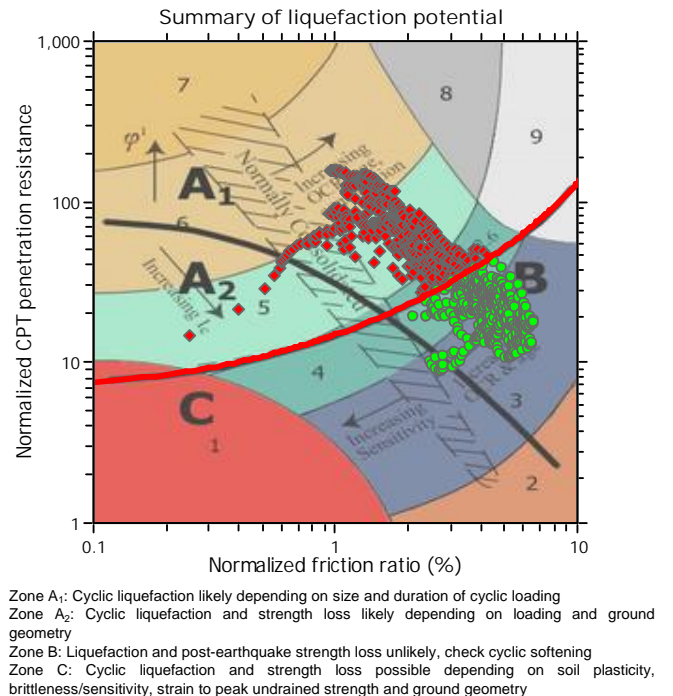 Summary of liquefaction potential
1,000
7
8
9
φ'
Increasing
OCR
Normally Consolidated
A1
100
6
6
A2
B
Increasing Ic
5
10
4
Increasing
Sensitivity
3
C
1
2
1
0.1
1
10
Normalized CPT penetration resistance
Normalized friction ratio (%)
Zone A1: Cyclic liquefaction likely depending on size and duration of cyclic loading
Zone A2: Cyclic liquefaction and strength loss likely depending on loading and ground
geometry
Zone B: Liquefaction and post-earthquake strength loss unlikely, check cyclic softening
Zone C: Cyclic liquefaction and strength loss possible depending on soil plasticity,
brittleness/sensitivity, strain to peak undrained strength and ground geometry